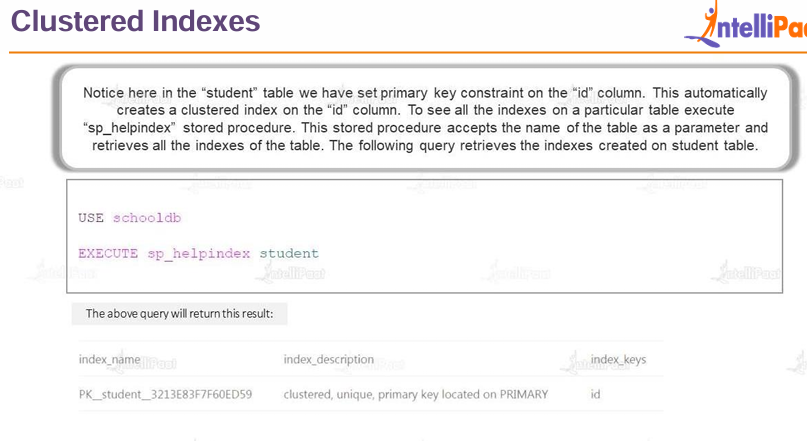 Clustered Indexes
Notice here in the “student” table we have set primary key constraint on the “id” column. This automatically
creates a clustered index on the “id” column. To see all the indexes on a particular table execute
“sp_helpindex” stored procedure. This stored procedure accepts the name of the table as a parameter and
retrieves all the indexes of the table. The following query retrieves the indexes created on student table.
USE schooldb
EXECUTE sp_helpindex student
The above query will return this result:
index_name index_description index_keys
PK__student__3213E83F7F60ED59 clustered, unique, primary key located on PRIMARY id